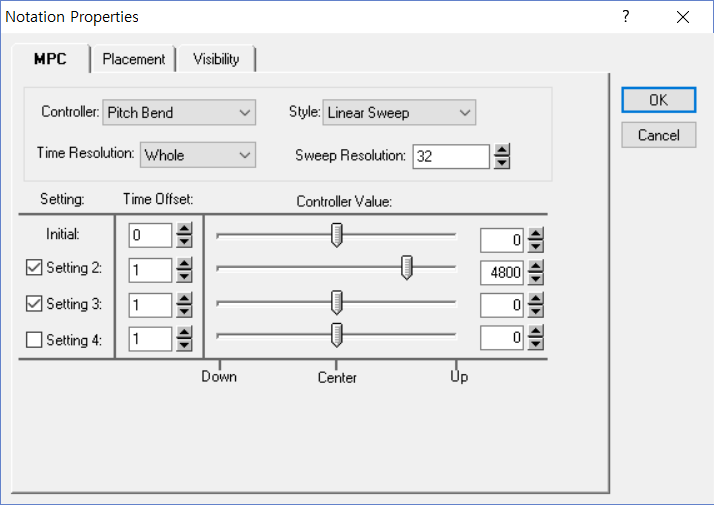 Notation Properties ?
MPC Placement Visibility
Controller: Pitch Bend Style: Linear Sweep
OK
Time Resolution: Whole Sweep Resolution: 32
Cancel
Setting: Time Offset: Controller Value:
Initial: 0 0
Setting 2: 1 4800
Setting 3: 1 0
Setting 4: 1 0
Down Center Up